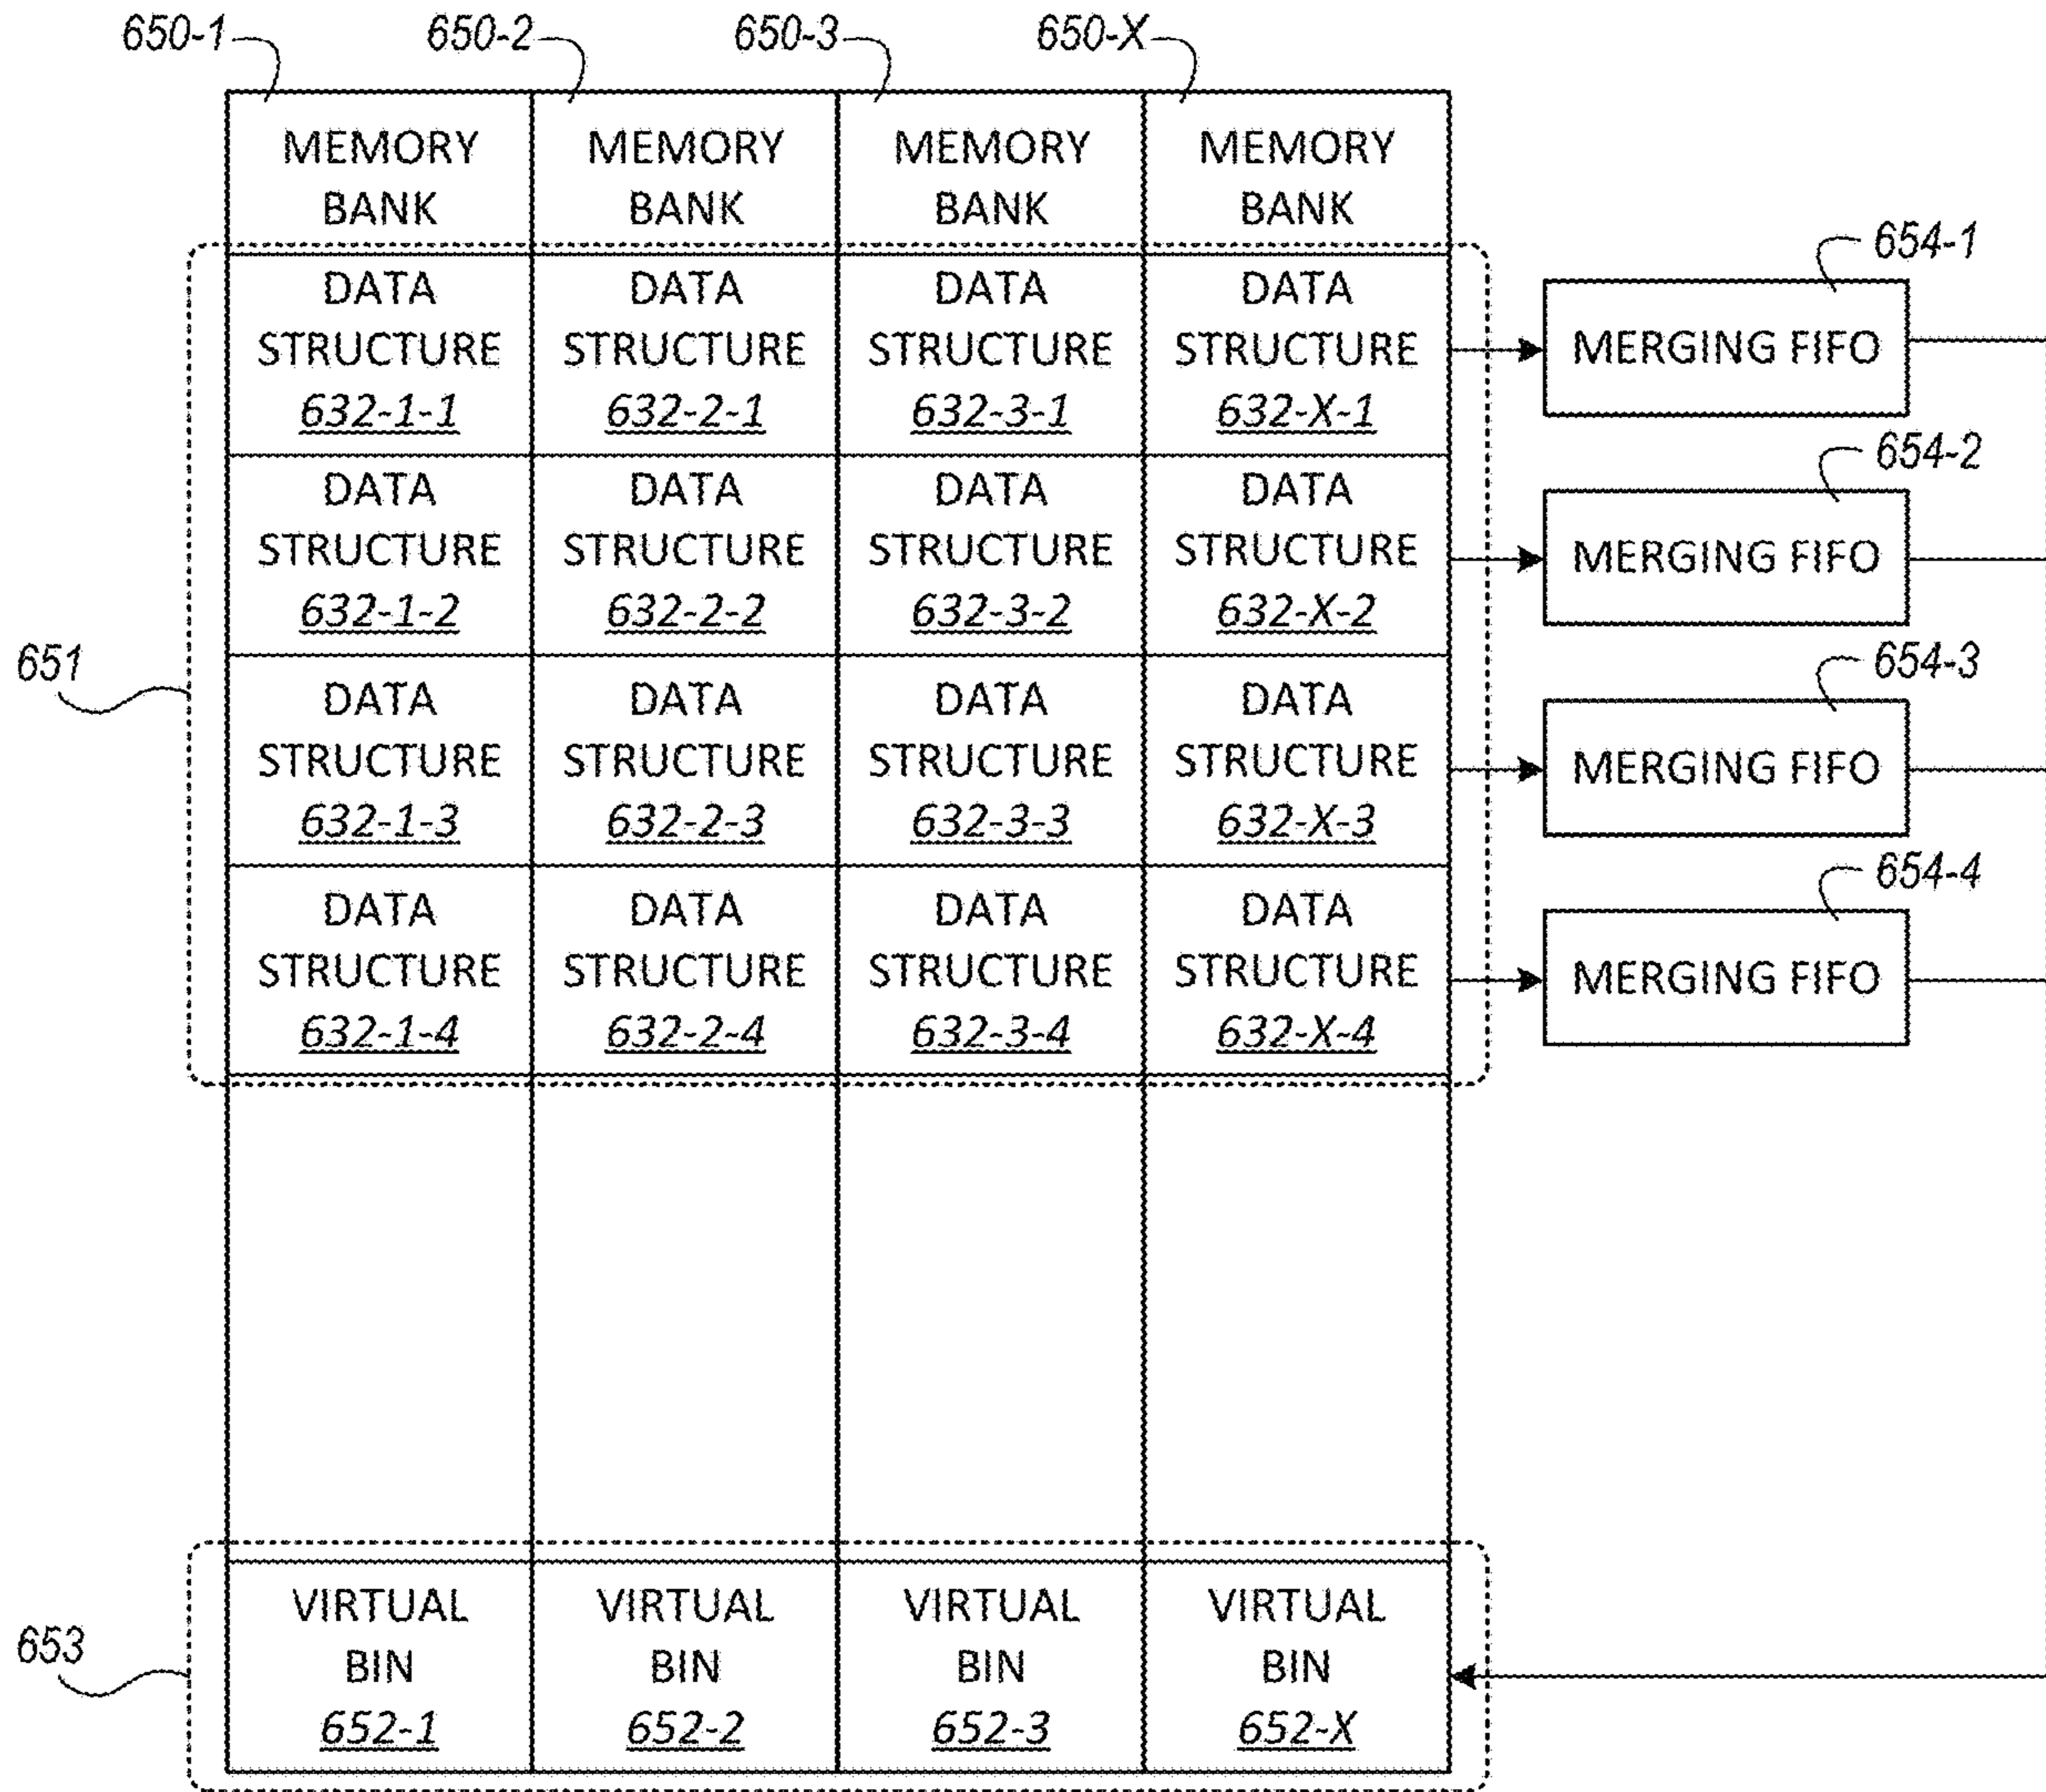 650-1 650-2 650-3 650-X
MEMORY MEMORY MEMORY MEMORY
BANK BANK BANK BANK
654-1
DATA DATA DATA DATA
STRUCTURE STRUCTURE STRUCTURE STRUCTURE MERGING FIFO
632-1-1 632-2-1 632-3-1 632-X-1
654-2
DATA DATA DATA DATA
STRUCTURE STRUCTURE STRUCTURE STRUCTURE MERGING FIFO
632-1-2 632-2-2 632-3-2 632-X-2
651
654-3
DATA DATA DATA DATA
STRUCTURE STRUCTURE STRUCTURE STRUCTURE MERGING FIFO
632-1-3 632-2-3 632-3-3 632-X-3
654-4
DATA DATA DATA DATA
STRUCTURE STRUCTURE STRUCTURE STRUCTURE MERGING FIFO
632-1-4 632-2-4 632-3-4 632-X-4
VIRTUAL VIRTUAL VIRTUAL VIRTUAL
653
BIN BIN BIN BIN
652-1 652-2 652-3 652-X